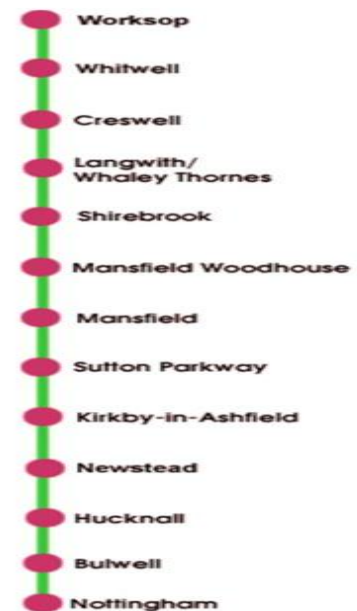 Worksop
Whitwell
Creswell
Langwith/
Whaley Thornes
Shirebrook
Mansfield Woodhouse
Mansfield
Sutton Parkway
Kirkby-in-Ashfield
Newstead
Hucknall
Bulwell
Nottingham